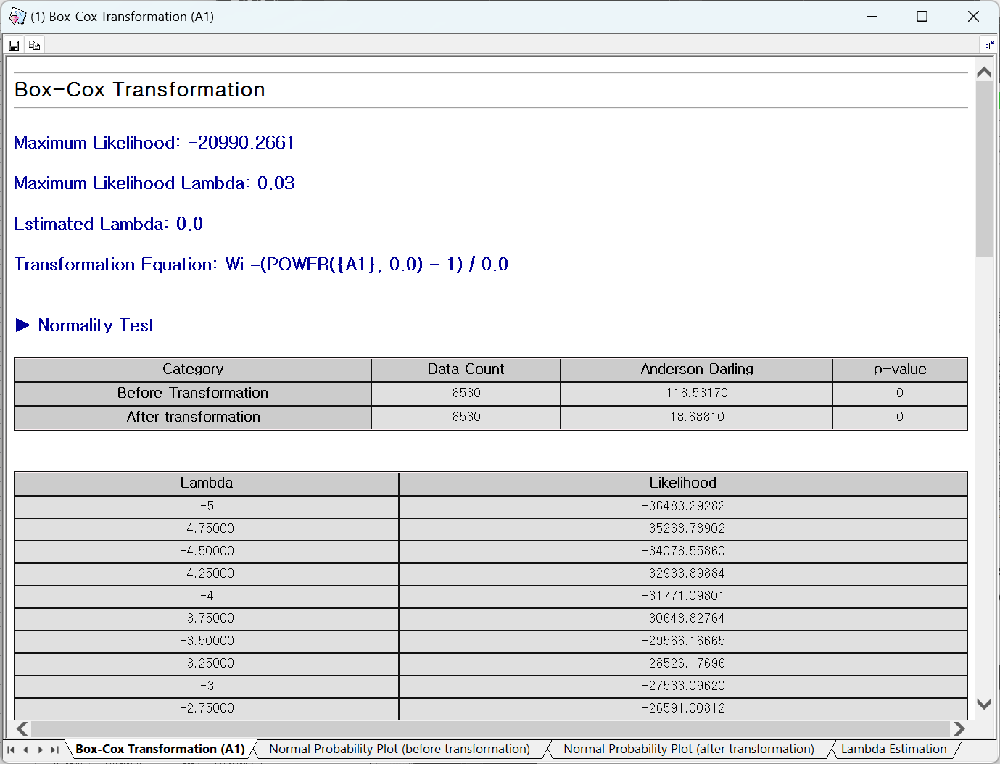 (1) Box-Cox Transformation (A1)
Box-Cox Transformation
Maximum Likelihood: -20990.2661
Maximum Likelihood Lambda: 0.03
Estimated Lambda: 0.0
Transformation Equation: Wi =(POWER({A1}, 0.0) - 1) / 0.0
► Normality Test
Category Data Count Anderson Darling p-value
Before Transformation 8530 118.53170 0
After transformation 8530 18.68810 0
Lambda Likelihood
-5 -36483.29282
-4.75000 -35268.78902
-4.50000 -34078.55860
-4.25000 -32933.89884
-4 -31771.09801
-3.75000 -30648.82764
-3.50000 -29566.16665
-3.25000 -28526.17696
-3 -27533.09620
-2.75000 -26591.00812
Box-Cox Transformation (A1) Normal Probability Plot (before transformation) Normal Probability Plot (after transformation) Lambda Estimation